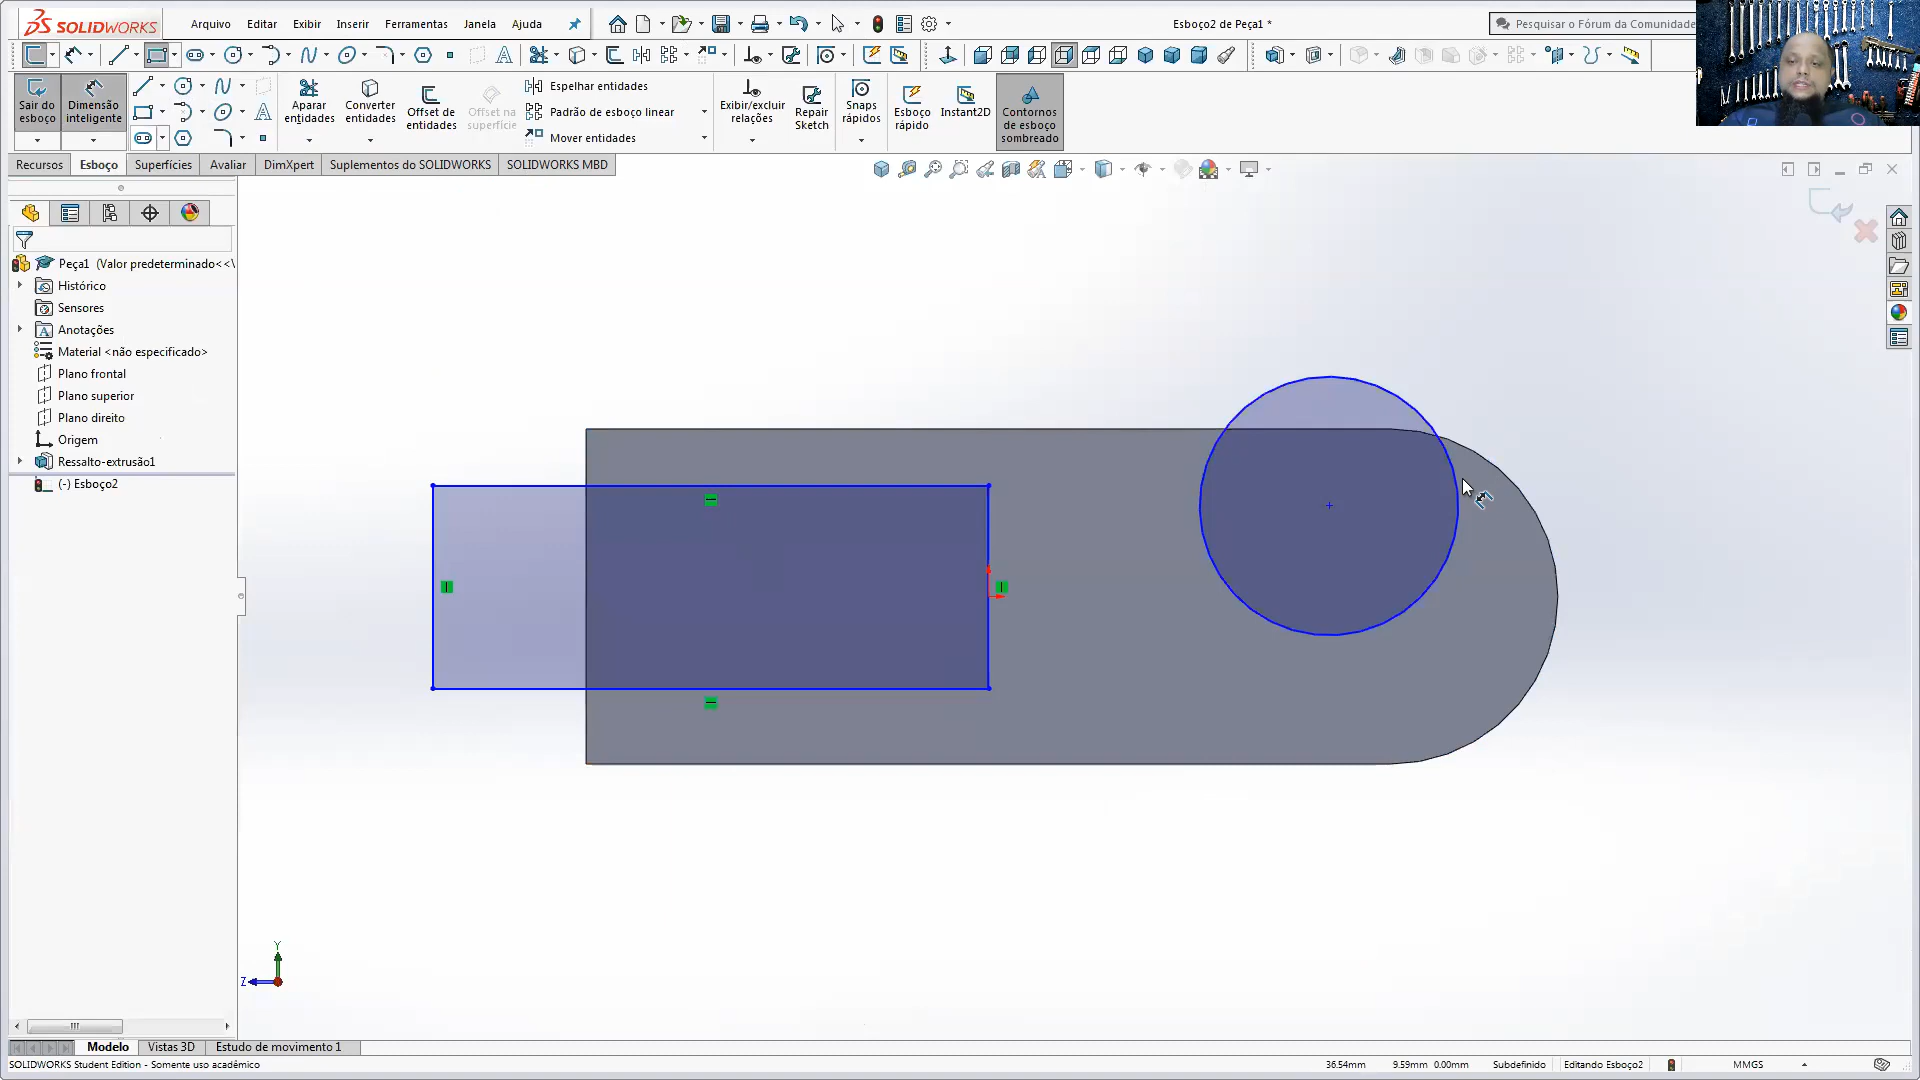 SOLIDWORKS
Arquivo Editar Exibir Inserir Ferramentas Janela Ajuda
Esboço2 de Peça1 *
Pesquisar o Fórum da Comunidade
Sair do esboço
Dimensão inteligente
Aparar entidades
Converter entidades
Offset de entidades
Offset na superfície
Espelhar entidades
Padrão de esboço linear
Mover entidades
Exibir/excluir relações
Repair Sketch
Snaps rápidos
Esboço rápido
Instant2D
Contornos de esboço sombreado
Recursos Esboço Superfícies Avaliar DimXpert Suplementos do SOLIDWORKS SOLIDWORKS MBD
Peça1 (Valor predeterminado<<\
Histórico
Sensores
Anotações
Material <não especificado>
Plano frontal
Plano superior
Plano direito
Origem
Ressalto-extrusão1
(-) Esboço2
Y
Z
Modelo Vistas 3D Estudo de movimento 1
SOLIDWORKS Student Edition - Somente uso acadêmico
36.54mm 9.59mm 0.00mm Subdefinido Editando Esboço2 MMGS